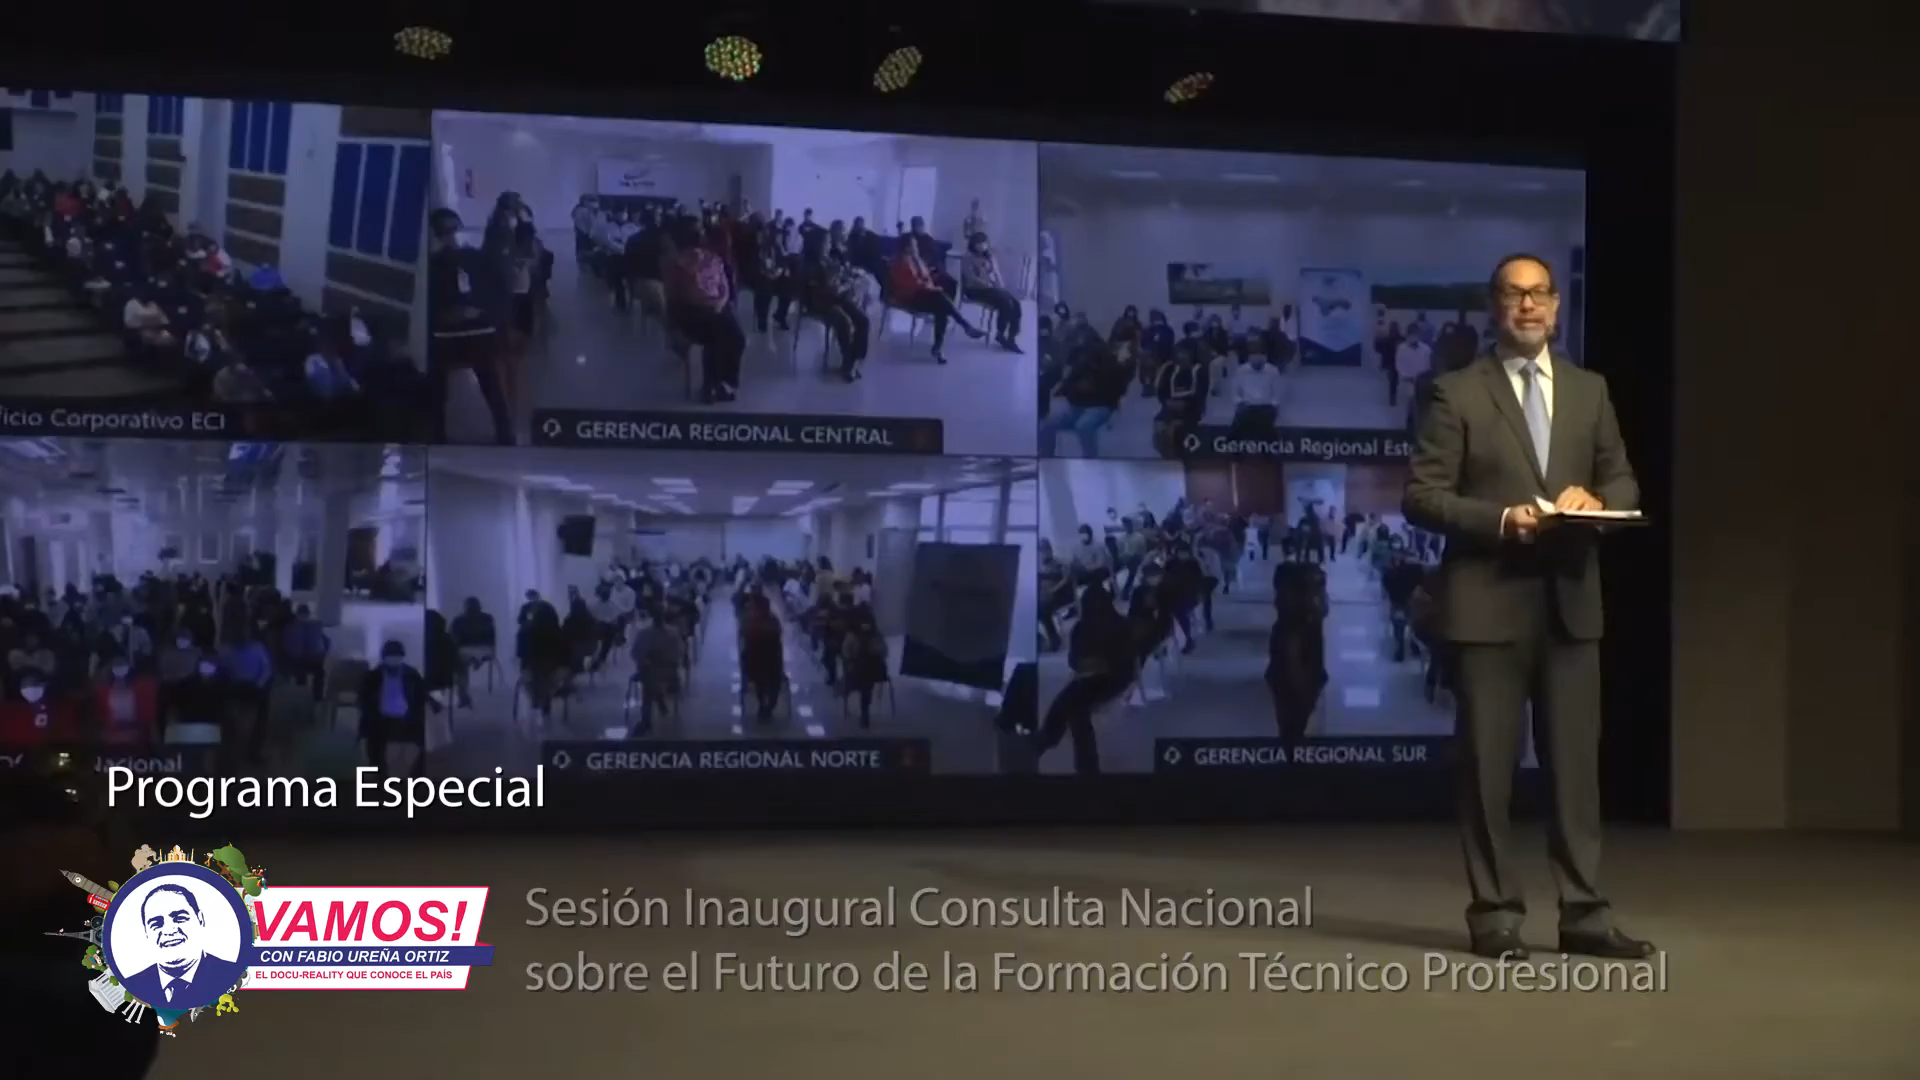 ficio Corporativo ECI
GERENCIA REGIONAL CENTRAL
Gerencia Regional Est
Nacional
GERENCIA REGIONAL NORTE
GERENCIA REGIONAL SUR
Programa Especial
VAMOS!
CON FABIO UREÑA ORTIZ
EL DOCU-REALITY QUE CONOCE EL PAÍS
Sesión Inaugural Consulta Nacional
sobre el Futuro de la Formación Técnico Profesional